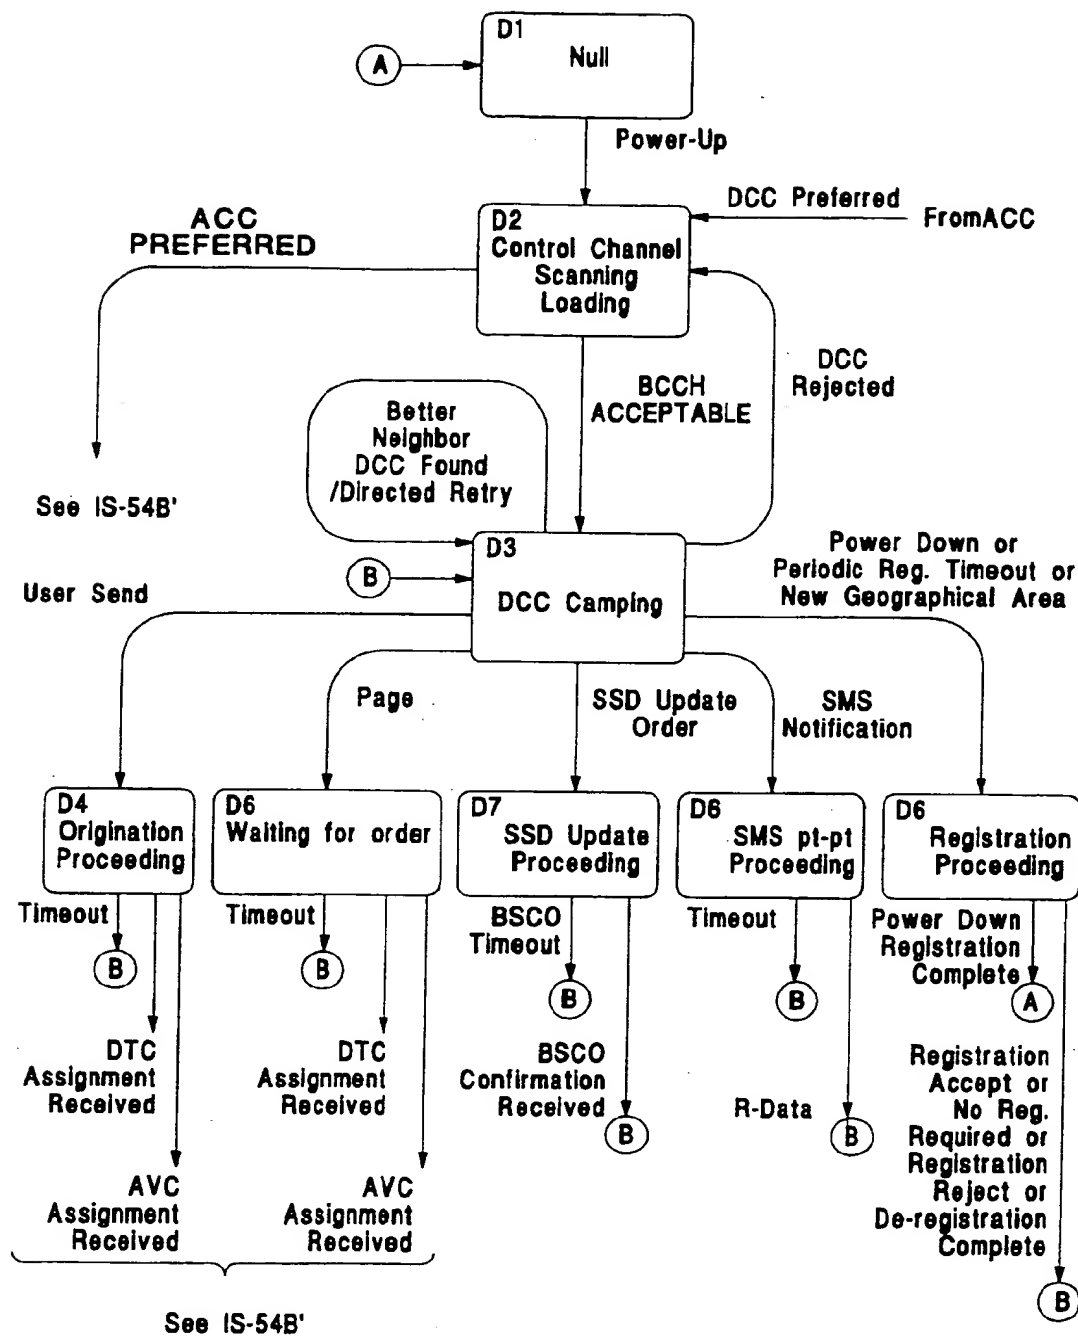 D1
Null
A
Power-Up
DCC Preferred
FromACC
ACC
PREFERRED
D2
Control Channel
Scanning
Loading
DCC
Rejected
BCCH
ACCEPTABLE
Better
Neighbor
DCC Found
/Directed Retry
See IS-54B'
D3
DCC Camping
B
Power Down or
Periodic Reg. Timeout or
New Geographical Area
User Send
Page
SSD Update
Order
SMS
Notification
D4
Origination
Proceeding
D6
Waiting for order
D7
SSD Update
Proceeding
D6
SMS pt-pt
Proceeding
D6
Registration
Proceeding
Timeout
B
Timeout
B
BSCO
Timeout
B
Timeout
B
Power Down
Registration
Complete
A
DTC
Assignment
Received
DTC
Assignment
Received
BSCO
Confirmation
Received
B
R-Data
B
Registration
Accept or
No Reg.
Required or
Registration
Reject or
De-registration
Complete
B
AVC
Assignment
Received
AVC
Assignment
Received
See IS-54B'